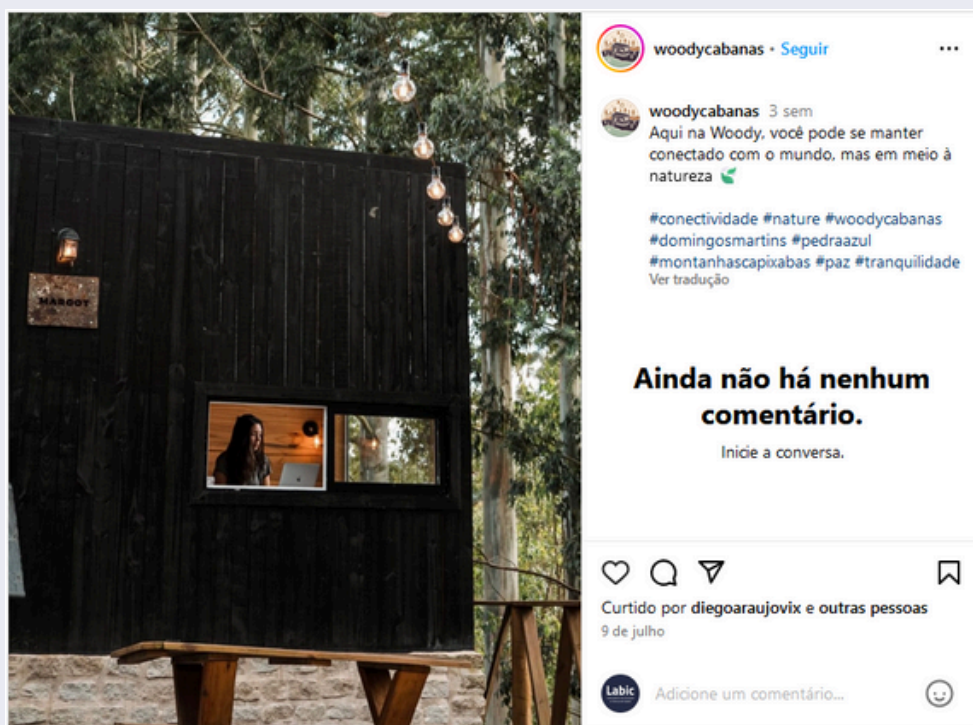 MARGOT
woodycabanas • Seguir
woodycabanas 3 sem
Aqui na Woody, você pode se manter
conectado com o mundo, mas em meio à
natureza 🌿
#conectividade #nature #woodycabanas
#domingosmartins #pedraazul
#montanhascapixabas #paz #tranquilidade
Ver tradução
Ainda não há nenhum
comentário.
Inicie a conversa.
Curtido por diegoaraujovix e outras pessoas
9 de julho
Labic
Adicione um comentário...